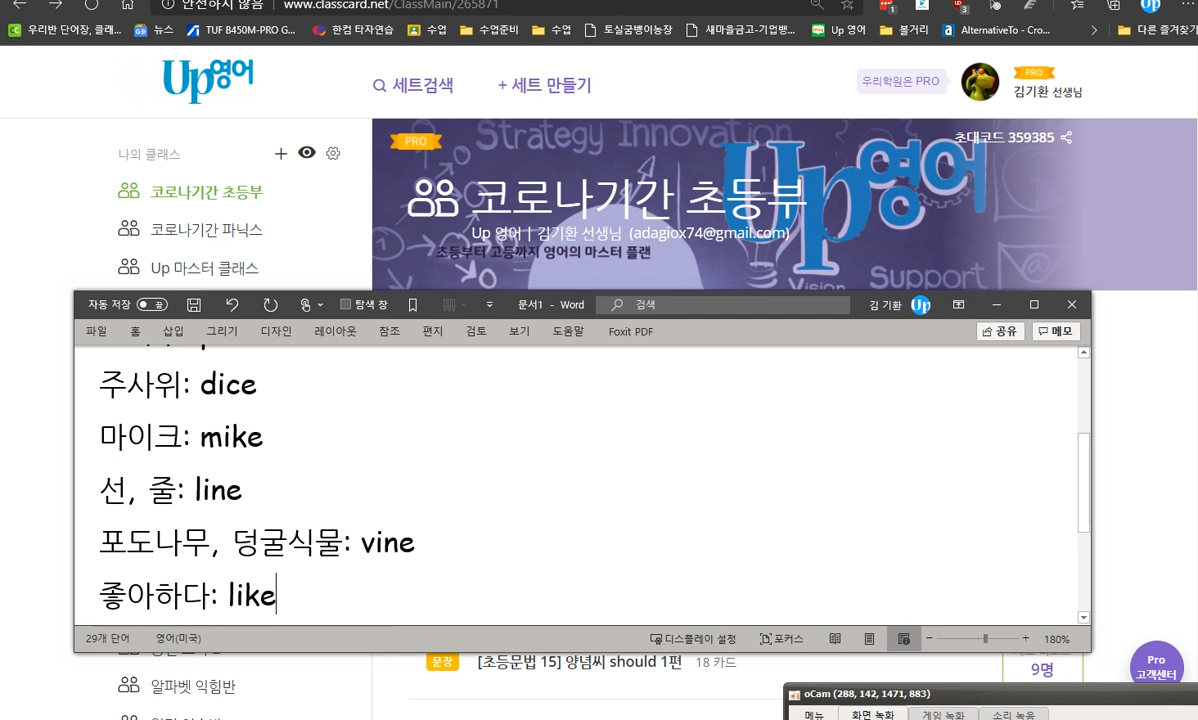 안전하지 않음 | www.classcard.net/ClassMain/265871
우리반 단어장, 클래... 뉴스 TUF B450M-PRO G... 한컴 타자연습 수업 수업준비 수업 토실굼벵이농장 새마을금고-기업뱅... Up 영어 볼거리 AlternativeTo - Cro... 다른 즐겨찾기
Up영어
세트검색
+ 세트 만들기
우리학원은 PRO
PRO
김기환 선생님
나의 클래스
코로나기간 초등부
코로나기간 파닉스
Up 마스터 클래스
PRO
Strategy Innovation
초대코드 359385
Up영어
코로나기간 초등부
Up 영어 | 김기환 선생님 (adagiox74@gmail.com)
초등부터 고등까지 영어의 마스터 플랜
Support
Vision
자동 저장 탐색 창 문서1 - Word 검색 김 기환 Up
파일 홈 삽입 그리기 디자인 레이아웃 참조 편지 검토 보기 도움말 Foxit PDF 공유 메모
주사위: dice
마이크: mike
선, 줄: line
포도나무, 덩굴식물: vine
좋아하다: like
29개 단어 영어(미국) 디스플레이 설정 포커스 180%
문장 [초등문법 15] 양념씨 should 1편 18 카드
9명
알파벳 익힘반
Pro
고객센터
oCam (288, 142, 1471, 883)
메뉴 화면 녹화 게임 녹화 소리 녹음